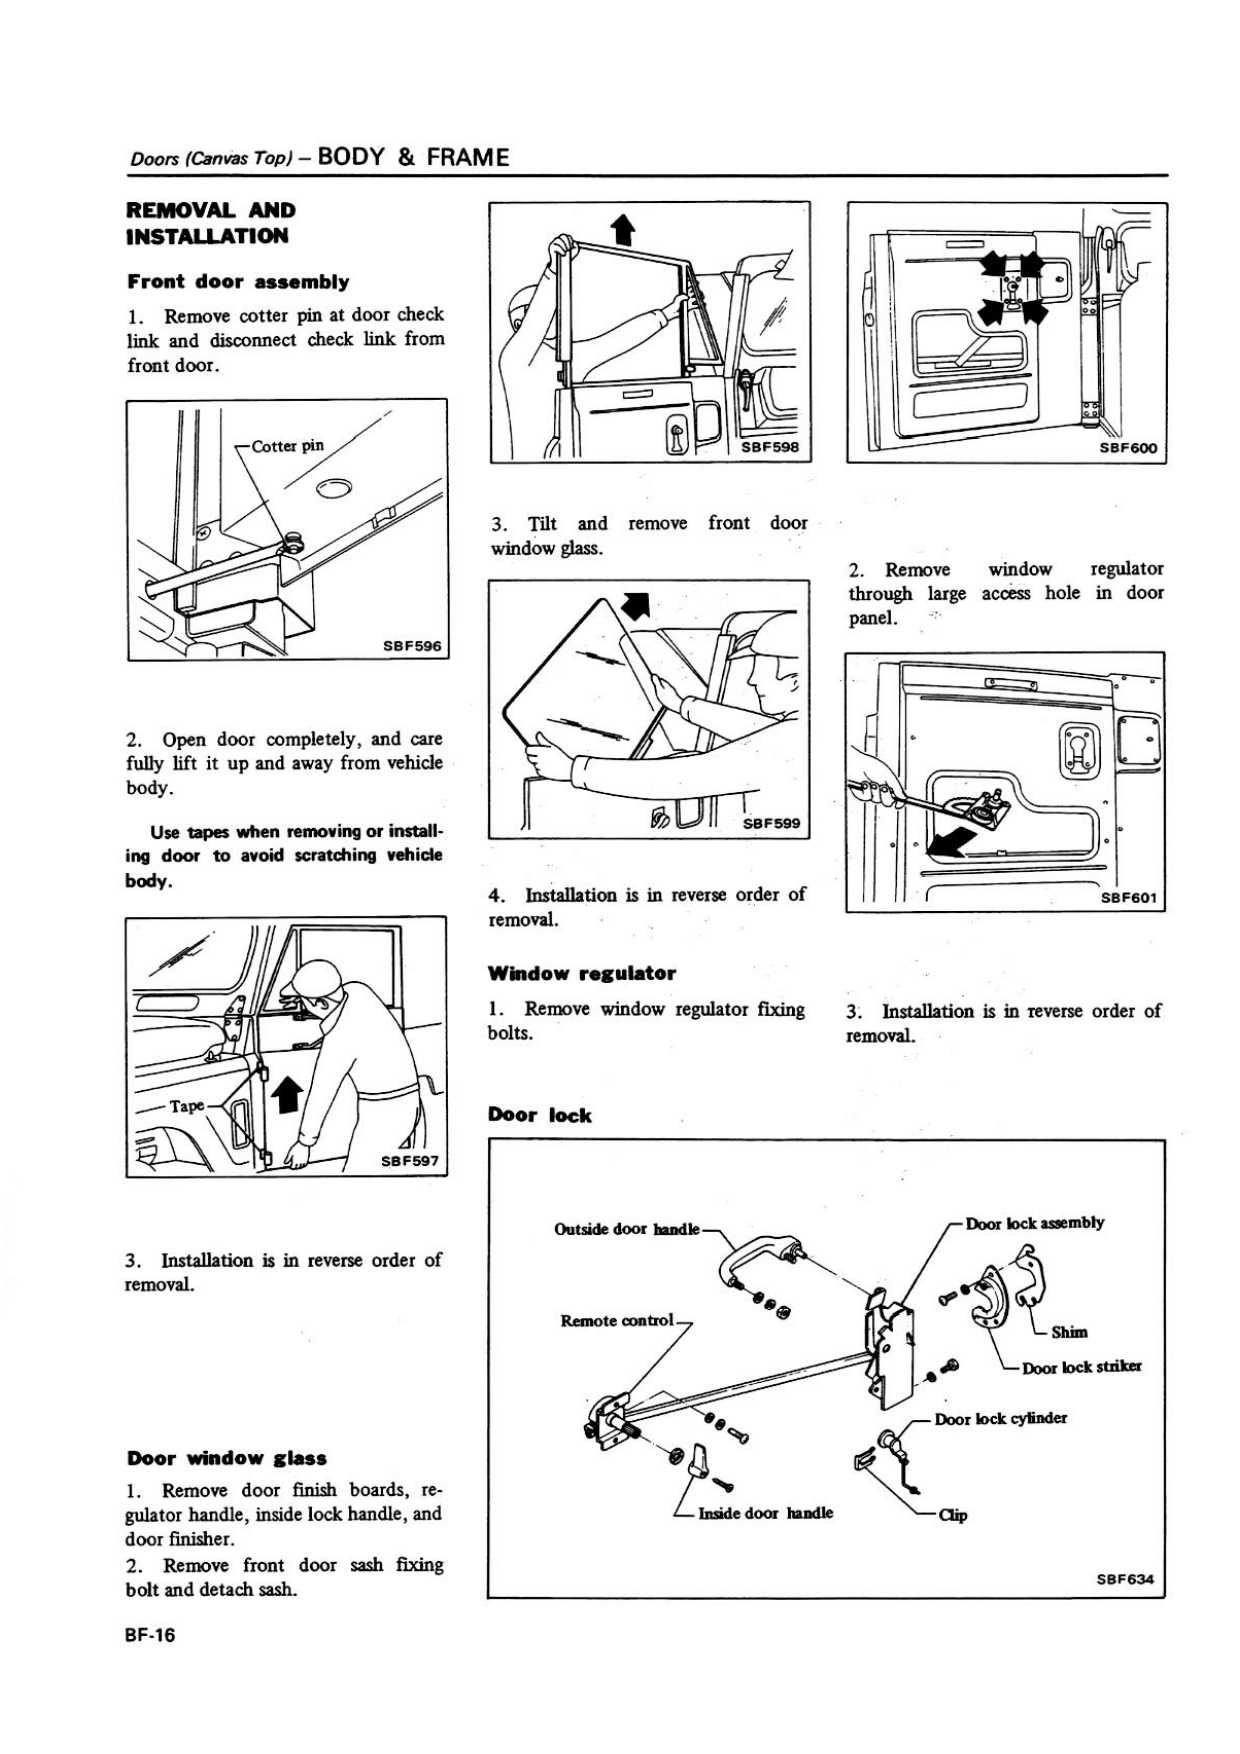 Doors (Canvas Top) – BODY & FRAME
REMOVAL AND
INSTALLATION
Front door assembly
1. Remove cotter pin at door check
link and disconnect check link from
front door.
Cotter pin
SBF596
2. Open door completely, and care
fully lift it up and away from vehicle
body.
Use tapes when removing or install-
ing door to avoid scratching vehicle
body.
Tape
SBF597
3. Installation is in reverse order of
removal.
Door window glass
1. Remove door finish boards, re-
gulator handle, inside lock handle, and
door finisher.
2. Remove front door sash fixing
bolt and detach sash.
SBF598
3. Tilt and remove front door
window glass.
SBF599
4. Installation is in reverse order of
removal.
Window regulator
1. Remove window regulator fixing
bolts.
SBF600
2. Remove window regulator
through large access hole in door
panel.
SBF601
3. Installation is in reverse order of
removal.
Door lock
Outside door handle
Door lock assembly
Remote control
Shim
Door lock striker
Door lock cylinder
Inside door handle
Clip
SBF634
BF-16